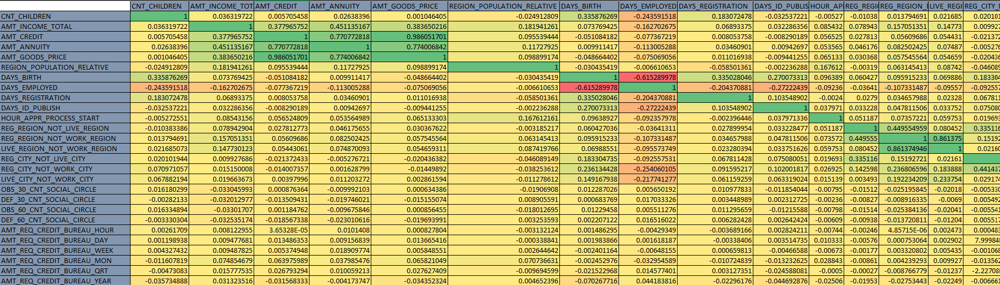 CNT_CHILDREN AMT_INCOME_TOT AMT_CREDIT AMT_ANNUITY AMT_GOODS_PRICE REGION_POPULATION_RELATIVE DAYS_BIRTH DAYS_EMPLOYED DAYS_REGISTRATION DAYS_ID_PUBLIS HOUR_API REG_REGI REG_REGION_ LIVE_REGI REG_CITY_
CNT_CHILDREN 1 0.036319722 0.005705458 0.02638396 0.001046405 -0.024912809 0.335876269 -0.243591518 0.183072478 -0.032537221 -0.00527 -0.01038 0.013794691 0.021685 0.020101
AMT_INCOME_TOTAL 0.036319722 1 0.377965752 0.451135167 0.383650216 0.181941261 0.073769425 -0.162702675 0.06893375 0.032286356 0.085432 0.078943 0.157051351 0.14773 0.009927
AMT_CREDIT 0.005705458 0.377965752 1 0.770772818 0.986051701 0.095539444 -0.051084182 -0.077367219 0.008053758 -0.008290189 0.056525 0.027813 0.05609686 0.054431 -0.021372
AMT_ANNUITY 0.02638396 0.451135167 0.770772818 1 0.774006842 0.11727925 0.009911417 -0.113005288 0.03460901 0.00942697 0.053565 0.046176 0.082502425 0.07487 -0.005276
AMT_GOODS_PRICE 0.001046405 0.383650216 0.986051701 0.774006842 1 0.098899174 -0.048664402 -0.075069056 0.011016938 -0.009441255 0.065133 0.030368 0.057545564 0.054659 -0.020436
REGION_POPULATION_RELATIVE -0.024912809 0.181941261 0.095539444 0.11727925 0.098899174 1 -0.030435419 -0.006610653 -0.058501361 -0.002236288 0.167612 -0.00319 0.063145413 0.08742 -0.046089
DAYS_BIRTH 0.335876269 0.073769425 -0.051084182 0.009911417 -0.048664402 -0.030435419 1 -0.615289978 0.335028046 0.270073313 0.096389 0.060427 0.095915233 0.069886 0.183304
DAYS_EMPLOYED -0.243591518 -0.162702675 -0.077367219 -0.113005288 -0.075069056 -0.006610653 -0.615289978 1 -0.204370881 -0.27222439 -0.09236 -0.03641 -0.107331487 -0.09557 -0.092557
DAYS_REGISTRATION 0.183072478 0.06893375 0.008053758 0.03460901 0.011016938 -0.058501361 0.335028046 -0.204370881 1 0.103548902 -0.0024 0.0279 0.034657988 0.02328 0.067811
DAYS_ID_PUBLISH -0.032537221 0.032286356 -0.008290189 0.00942697 -0.009441255 -0.002236288 0.270073313 -0.27222439 0.103548902 1 0.037971 0.033228 0.047811506 0.033752 0.075080
HOUR_APPR_PROCESS_START -0.005272551 0.08543156 0.056524809 0.053564989 0.065133303 0.167612161 0.09638927 -0.092357978 -0.002396446 0.037971336 1 0.051187 0.07357221 0.059753 0.019693
REG_REGION_NOT_LIVE_REGION -0.010383386 0.078942904 0.027812773 0.046175655 0.030367622 -0.003185217 0.060427036 -0.03641311 0.027899954 0.033228477 0.051187 1 0.449554959 0.080452 0.335116
REG_REGION_NOT_WORK_REGION 0.013794691 0.157051351 0.05609686 0.082502425 0.057545564 0.063145413 0.095915233 -0.107331487 0.034657988 0.047811506 0.073572 0.449555 1 0.861375 0.15192
LIVE_REGION_NOT_WORK_REGION 0.021685073 0.147730123 0.05443061 0.074870093 0.054659311 0.087419766 0.06988551 -0.095573749 0.023280394 0.033751626 0.059753 0.080452 0.861374946 1 0.0216
REG_CITY_NOT_LIVE_CITY 0.020101944 0.009927686 -0.021372433 -0.005276721 -0.020436382 -0.046089149 0.183304735 -0.092557531 0.067811428 0.075080051 0.019693 0.335116 0.15192721 0.02161
REG_CITY_NOT_WORK_CITY 0.070971057 0.015150008 -0.014007357 0.001628799 -0.01449892 -0.038253612 0.236134428 -0.254060105 0.091595217 0.102001817 0.026925 0.142598 0.236806596 0.183888 0.441437
LIVE_CITY_NOT_WORK_CITY 0.067882194 0.019663673 0.00397996 0.011203272 0.002861594 -0.011278612 0.149167938 -0.217741277 0.061159259 0.063319024 0.015139 0.003493 0.192234209 0.233754 0.029174
OBS_30_CNT_SOCIAL_CIRCLE 0.016180299 -0.033045993 0.000876364 -0.009992103 0.000634386 -0.01906908 0.012287026 0.005650192 0.010977833 -0.011854044 -0.00795 -0.01512 -0.025195845 -0.02018 -0.005330
DEF_30_CNT_SOCIAL_CIRCLE -0.00282133 -0.032012977 -0.013509431 -0.019746021 -0.015155074 0.008905591 0.000683769 0.017033326 0.003448989 0.002312725 -0.00236 -0.00827 -0.008916335 -0.0069 0.005492
OBS_60_CNT_SOCIAL_CIRCLE 0.016334894 -0.03301707 0.001184762 -0.009675846 0.000856455 -0.018012695 0.01229458 0.005511276 0.011295659 -0.01215588 -0.00798 -0.01514 -0.025384136 -0.02041 -0.005541
DEF_60_CNT_SOCIAL_CIRCLE -0.003330304 -0.032535174 -0.018567338 -0.023010616 -0.019693991 0.003253593 0.002207122 0.016516022 0.006282428 0.002642424 -0.00609 -0.00938 -0.013720811 -0.01204 0.005517
AMT_REQ_CREDIT_BUREAU_HOUR 0.00261709 0.008122955 3.65328E-05 0.0101408 0.000827804 -0.003132124 0.001486295 -0.00429349 -0.003689166 0.002824211 -0.00744 -0.00246 4.85715E-06 0.002473 0.000483
AMT_REQ_CREDIT_BUREAU_DAY 0.001198938 0.009477681 0.013486353 0.009156839 0.013665416 -0.000338841 0.001983866 0.001618187 -0.00338406 0.003514735 0.010333 -0.00576 0.000753064 0.002902 7.99984
AMT_REQ_CREDIT_BUREAU_WEEK 0.004327432 0.009487825 0.005374948 0.018909774 0.005848551 0.002644642 -0.002401164 -0.00648155 0.000659813 -0.00466588 -0.00673 -0.00177 0.003320802 0.005435 -0.001068
AMT_REQ_CREDIT_BUREAU_MON -0.011607819 0.074854679 0.063975989 0.037985476 0.065821049 0.070736631 -0.002452976 -0.032954589 -0.010724839 -0.013232625 0.028843 -0.00861 0.004239293 0.009927 -0.013562
AMT_REQ_CREDIT_BUREAU_QRT -0.00473083 0.015777535 0.026793294 0.010059213 0.027627409 -0.009694599 -0.021522968 0.014577401 0.003127351 -0.024588081 -0.0005 -0.00027 -0.008766779 -0.01237 -2.22708
AMT_REQ_CREDIT_BUREAU_YEAR -0.035734888 0.031323516 -0.031568333 -0.004173747 -0.034352324 0.004652396 -0.070267716 0.044183816 -0.02296176 -0.044692876 -0.02506 -0.01953 -0.02753443 -0.02249 -0.00666